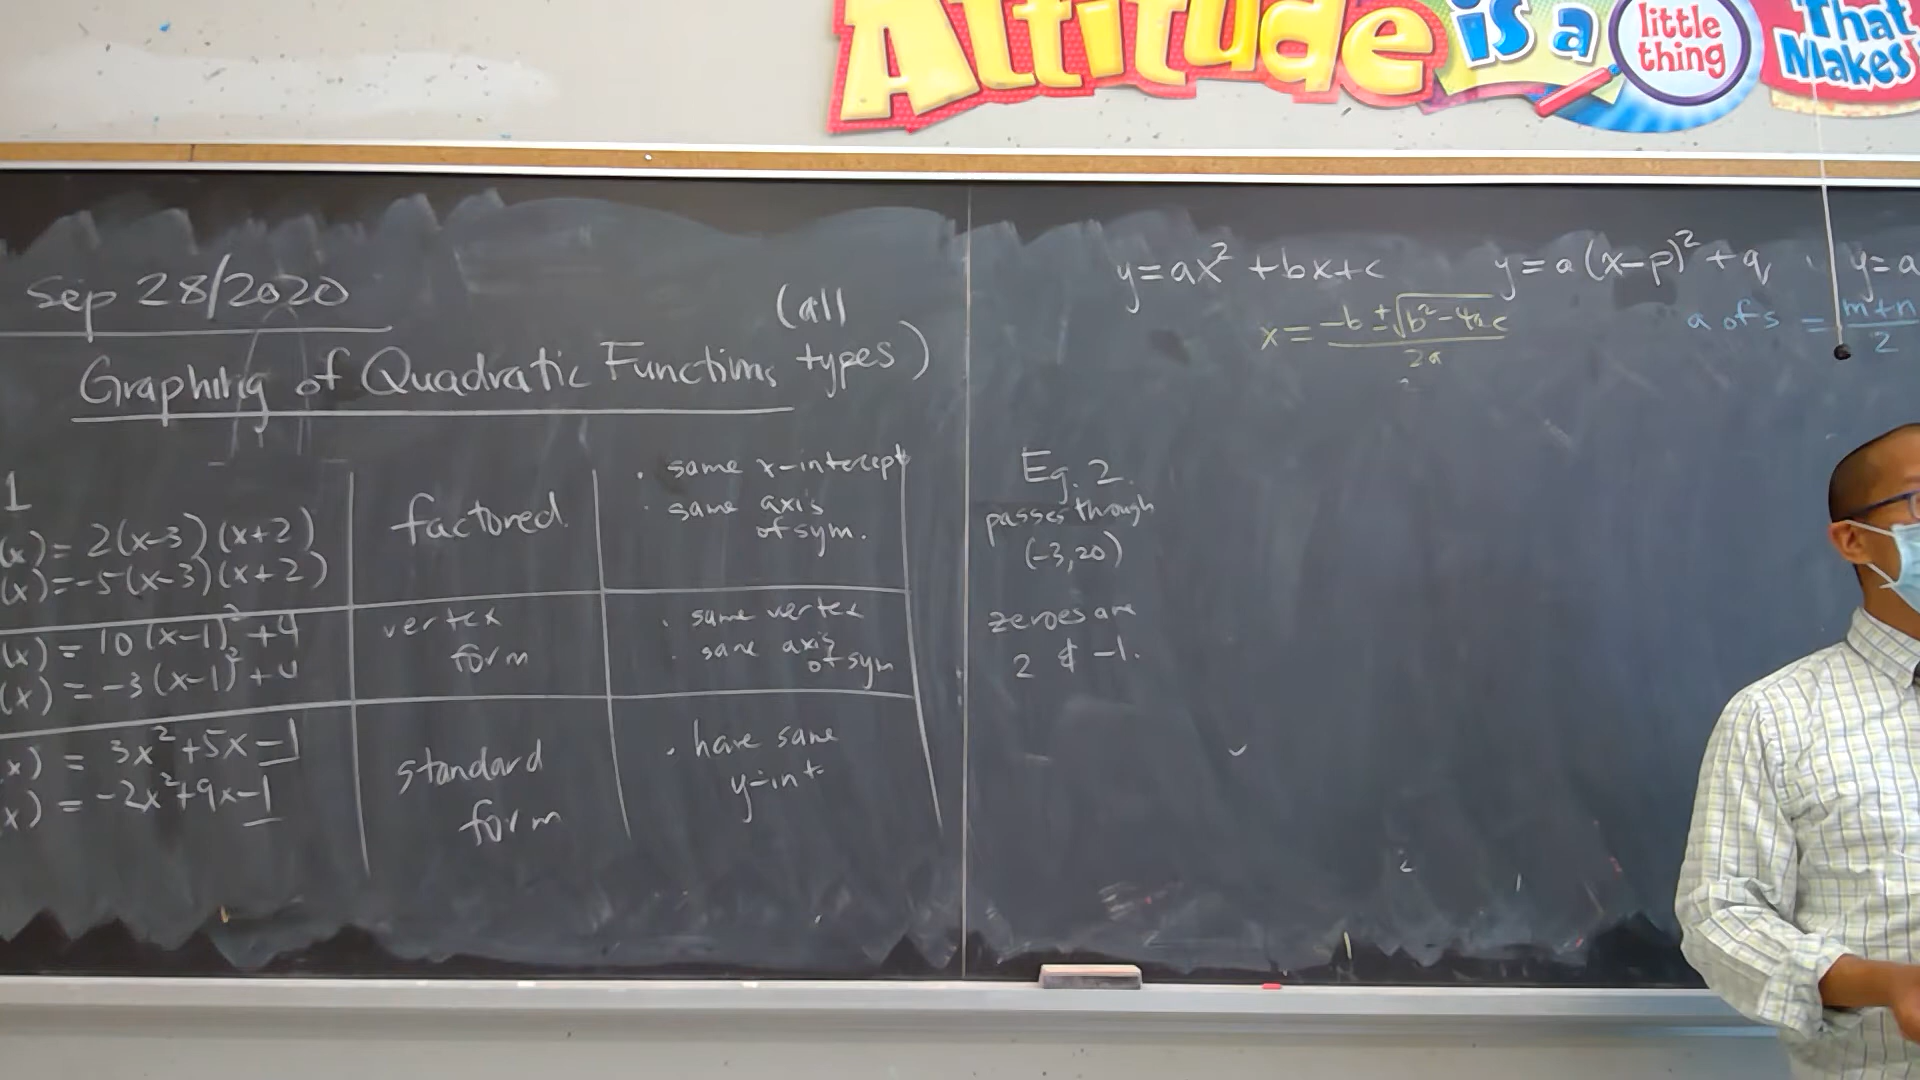 Attitude is a little thing That Makes
Sep 28/2020
Graphing of Quadratic Functions (all types)
1
(x) = 2(x-3)(x+2)
(x) = -5(x-3)(x+2)
factored.
· same x-intercept
· same axis
of sym.
(x) = 10(x-1)²+4
(x) = -3(x-1)²+4
vertex
form
· same vertex
· same axis
of sym
x) = 3x²+5x-1
x) = -2x²+9x-1
standard
form
· have same
y-int
y=ax²+bx+c
y=a(x-p)²+q
y=a
x = -b ± √b²-4ac / 2a
a of s = m+n / 2
Eg. 2.
passes through
(-3,20)
zeroes are
2 & -1.